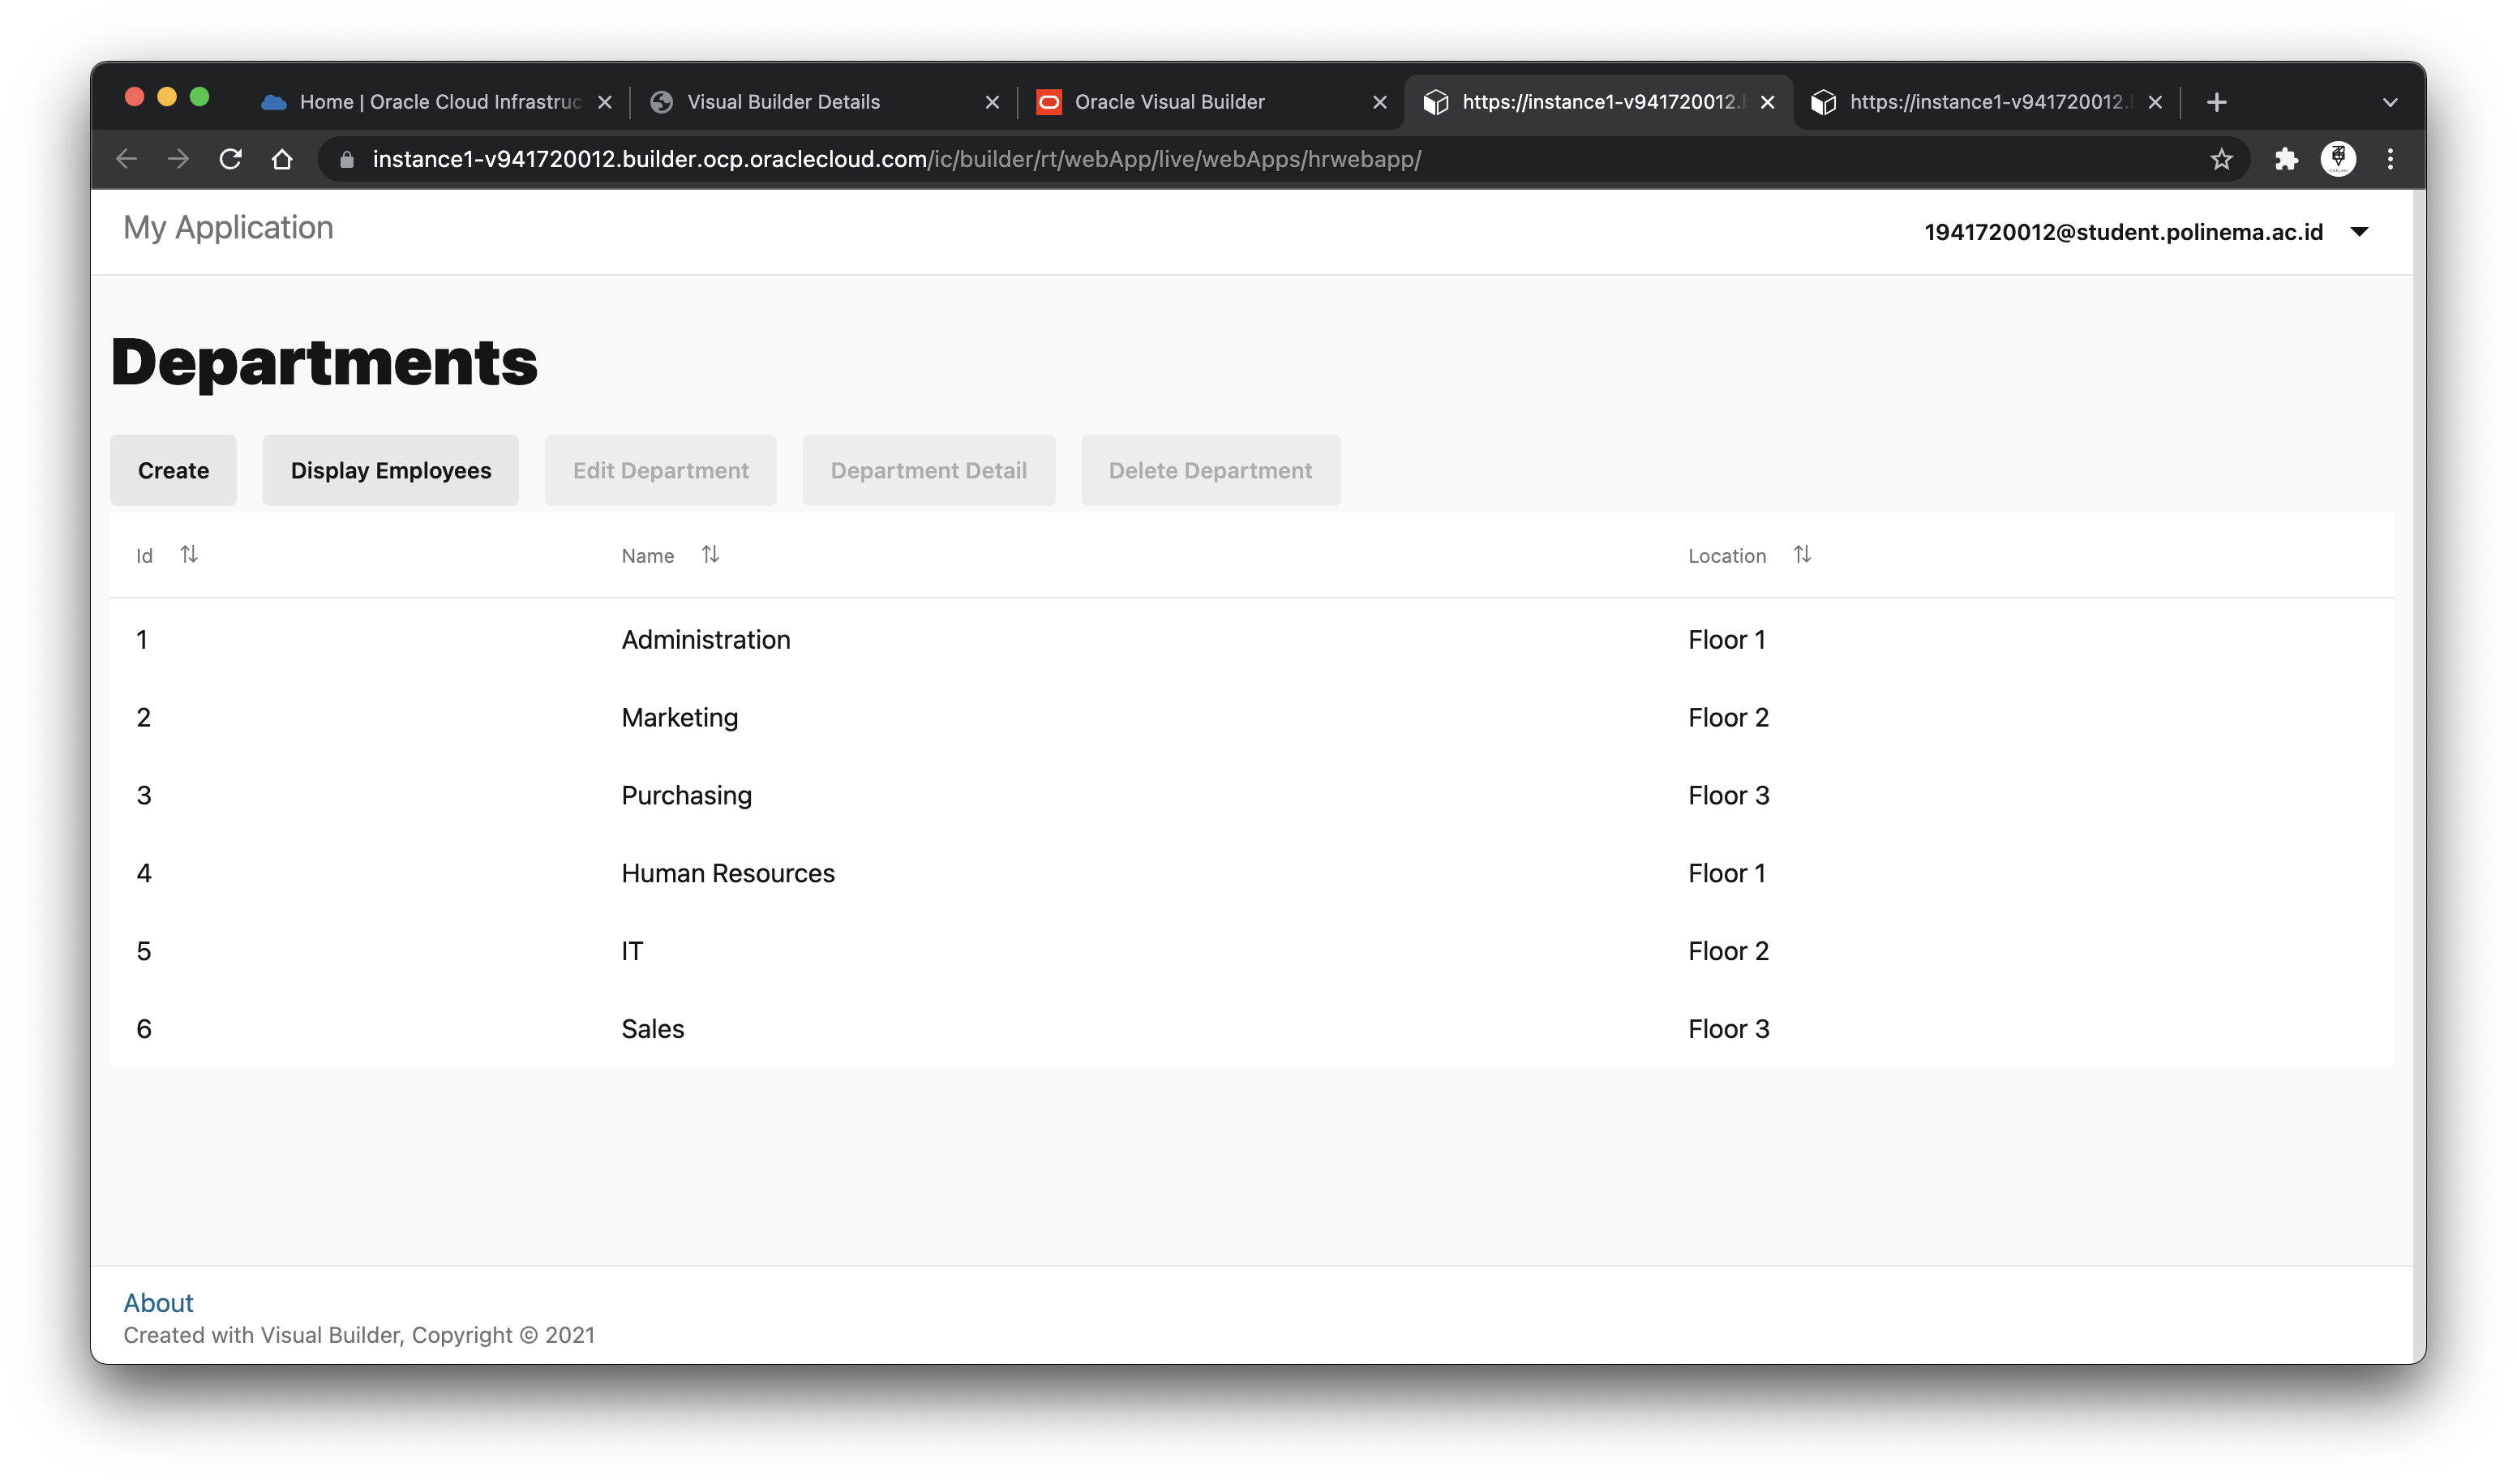 Home | Oracle Cloud Infrastruc
Visual Builder Details
Oracle Visual Builder
https://instance1-v941720012.
https://instance1-v941720012.
instance1-v941720012.builder.ocp.oraclecloud.com/ic/builder/rt/webApp/live/webApps/hrwebapp/
My Application
1941720012@student.polinema.ac.id
Departments
Create
Display Employees
Edit Department
Department Detail
Delete Department
Id Name Location
1 Administration Floor 1
2 Marketing Floor 2
3 Purchasing Floor 3
4 Human Resources Floor 1
5 IT Floor 2
6 Sales Floor 3
About
Created with Visual Builder, Copyright © 2021